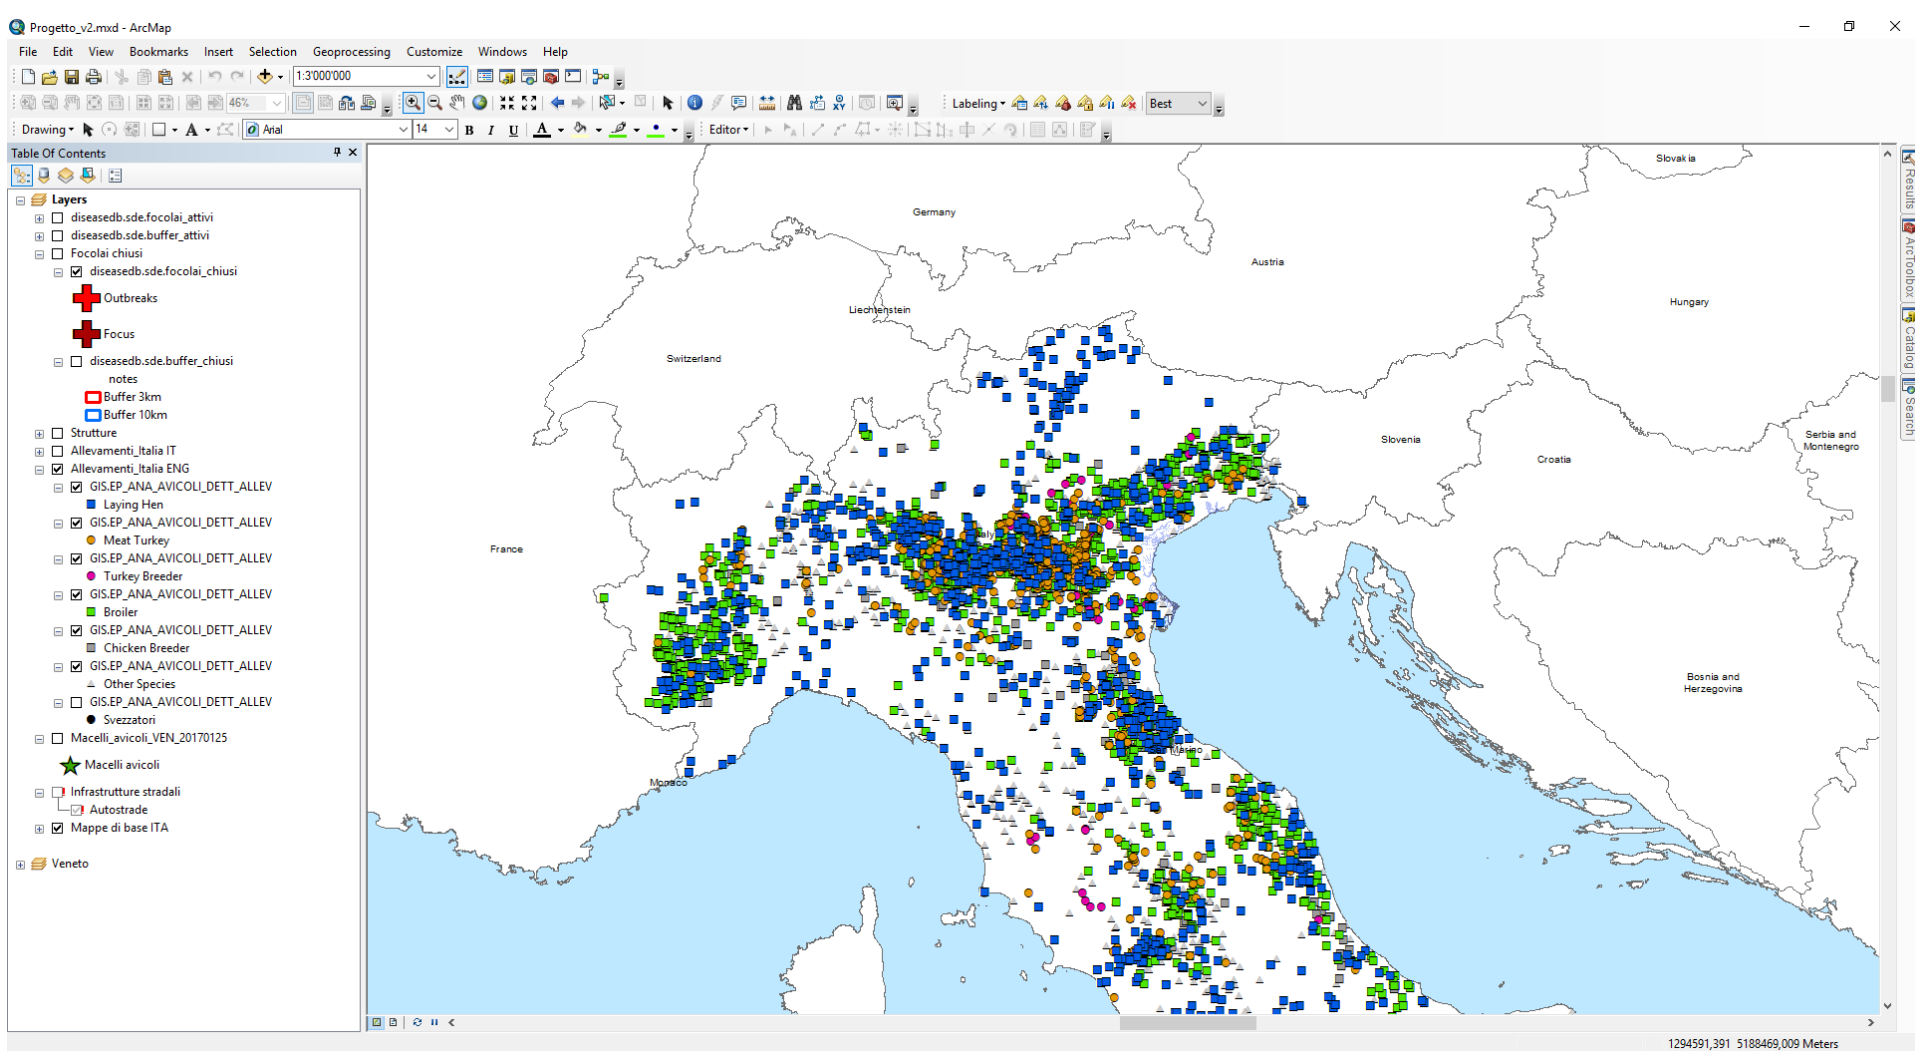 Progetto_v2.mxd - ArcMap
File Edit View Bookmarks Insert Selection Geoprocessing Customize Windows Help
1:3'000'000
46%
Labeling
Best
Drawing
Arial
14
B I U A
Editor
Table Of Contents
Layers
diseasedb.sde.focolai_attivi
diseasedb.sde.buffer_attivi
Focolai chiusi
diseasedb.sde.focolai_chiusi
Outbreaks
Focus
diseasedb.sde.buffer_chiusi
notes
Buffer 3km
Buffer 10km
Strutture
Allevamenti_Italia IT
Allevamenti_Italia ENG
GIS.EP_ANA_AVICOLI_DETT_ALLEV
Laying Hen
GIS.EP_ANA_AVICOLI_DETT_ALLEV
Meat Turkey
GIS.EP_ANA_AVICOLI_DETT_ALLEV
Turkey Breeder
GIS.EP_ANA_AVICOLI_DETT_ALLEV
Broiler
GIS.EP_ANA_AVICOLI_DETT_ALLEV
Chicken Breeder
GIS.EP_ANA_AVICOLI_DETT_ALLEV
Other Species
GIS.EP_ANA_AVICOLI_DETT_ALLEV
Svezzatori
Macelli_avicoli_VEN_20170125
Macelli avicoli
Infrastrutture stradali
Autostrade
Mappe di base ITA
Veneto
Slovakia
Germany
Austria
Hungary
Liechtenstein
Switzerland
Slovenia
Serbia and
Montenegro
Croatia
France
Bosnia and
Herzegovina
Marino
Monaco
Results
ArcToolbox
Catalog
Search
1294591,391 5188469,009 Meters